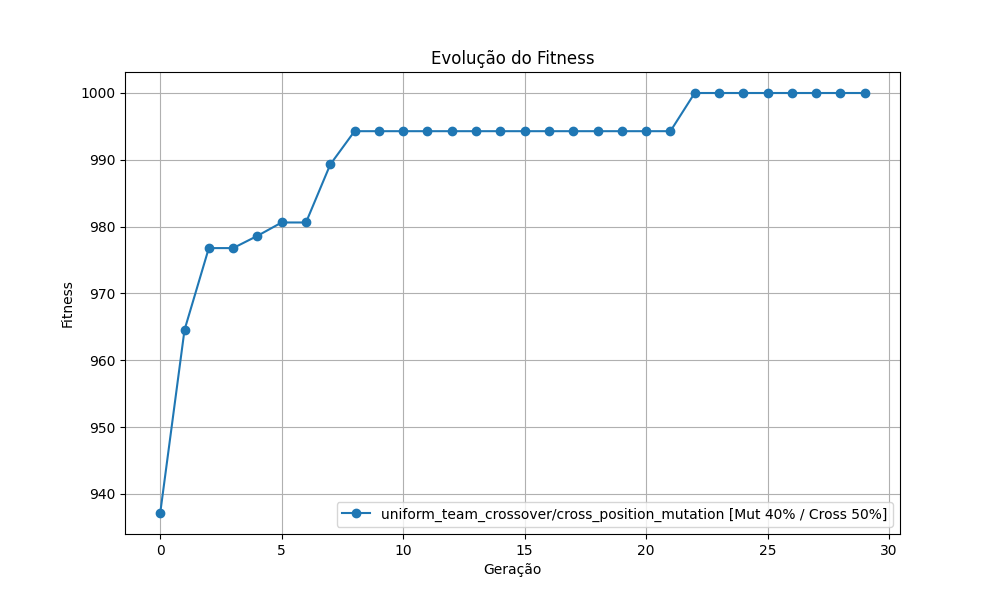 Evolução do Fitness
1000
990
980
970
960
950
940
Fitness
uniform_team_crossover/cross_position_mutation [Mut 40% / Cross 50%]
0 5 10 15 20 25 30
Geração